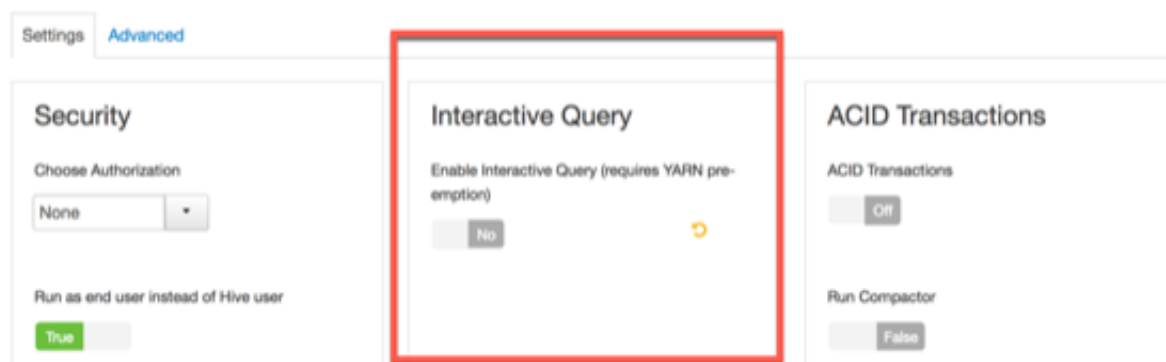 Settings
Advanced
Security
Choose Authorization
None
Run as end user instead of Hive user
True
Interactive Query
Enable Interactive Query (requires YARN pre-
emption)
No
ACID Transactions
ACID Transactions
Off
Run Compactor
False